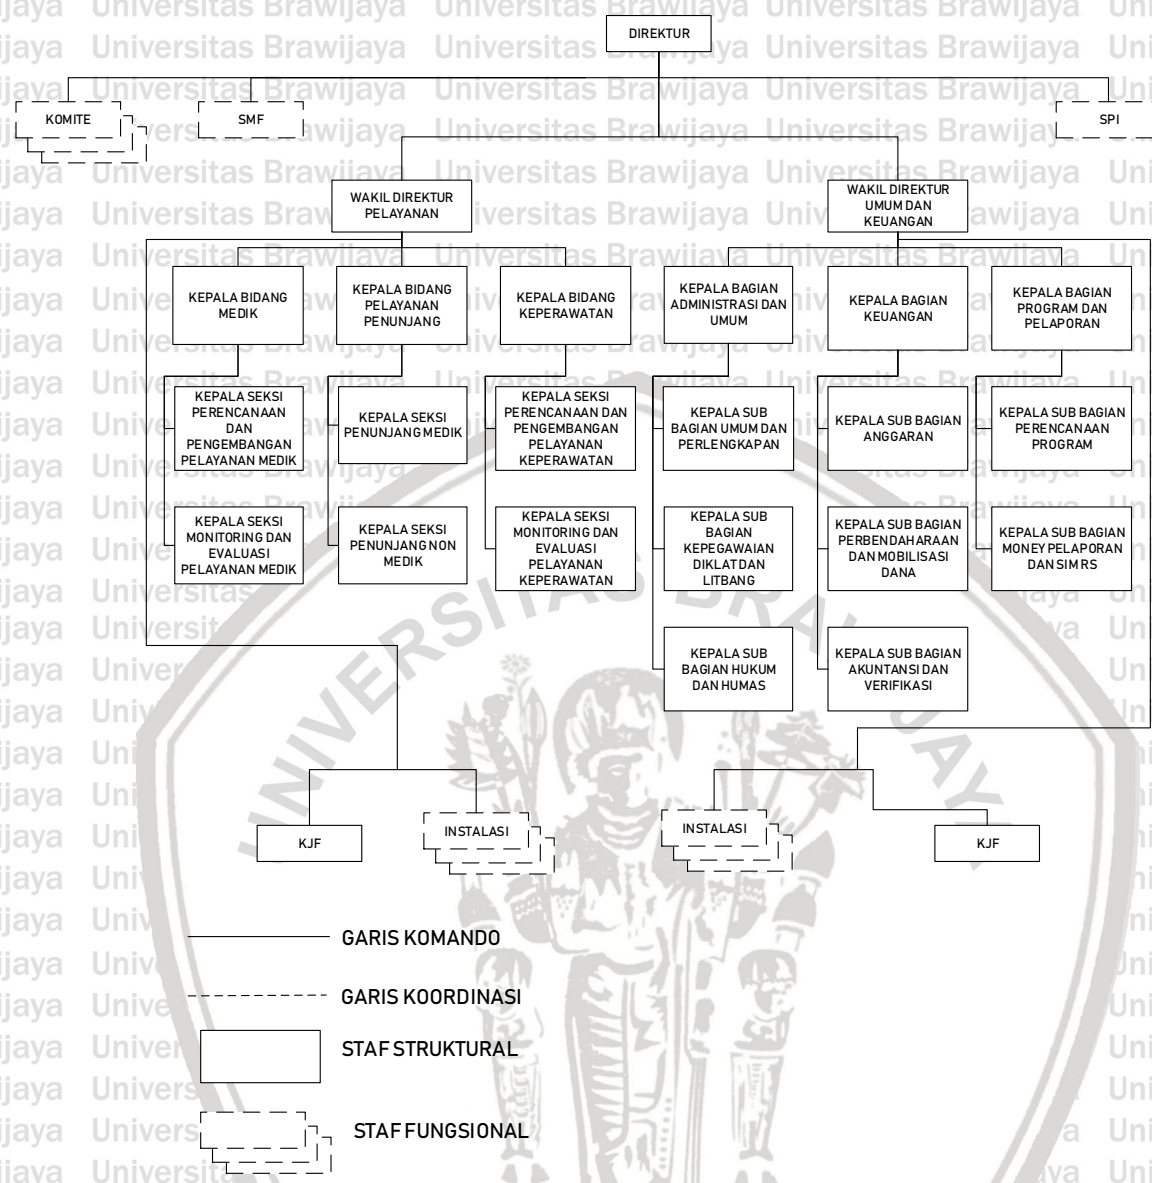 DIREKTUR
KOMITE
SMF
SPI
WAKIL DIREKTUR
PELAYANAN
WAKIL DIREKTUR
UMUM DAN
KEUANGAN
KEPALA BIDANG
MEDIK
KEPALA BIDANG
PELAYANAN
PENUNJANG
KEPALA BIDANG
KEPERAWATAN
KEPALA BAGIAN
ADMINISTRASI DAN
UMUM
KEPALA BAGIAN
KEUANGAN
KEPALA BAGIAN
PROGRAM DAN
PELAPORAN
KEPALA SEKSI
PERENCANAAN
DAN
PENGEMBANGAN
PELAYANAN MEDIK
KEPALA SEKSI
PENUNJANG MEDIK
KEPALA SEKSI
PERENCANAAN DAN
PENGEMBANGAN
PELAYANAN
KEPERAWATAN
KEPALA SUB
BAGIAN UMUM DAN
PERLENGKAPAN
KEPALA SUB BAGIAN
ANGGARAN
KEPALA SUB BAGIAN
PERENCANAAN
PROGRAM
KEPALA SEKSI
MONITORING DAN
EVALUASI
PELAYANAN MEDIK
KEPALA SEKSI
PENUNJANG NON
MEDIK
KEPALA SEKSI
MONITORING DAN
EVALUASI
PELAYANAN
KEPERAWATAN
KEPALA SUB
BAGIAN
KEPEGAWAIAN
DIKLAT DAN
LITBANG
KEPALA SUB BAGIAN
PERBENDAHARAAN
DAN MOBILISASI
DANA
KEPALA SUB BAGIAN
MONEY PELAPORAN
DAN SIM RS
KEPALA SUB
BAGIAN HUKUM
DAN HUMAS
KEPALA SUB BAGIAN
AKUNTANSI DAN
VERIFIKASI
KJF
INSTALASI
INSTALASI
KJF
GARIS KOMANDO
GARIS KOORDINASI
STAF STRUKTURAL
STAF FUNGSIONAL
UNIVERSITAS BRAWIJAYA
Universitas Brawijaya